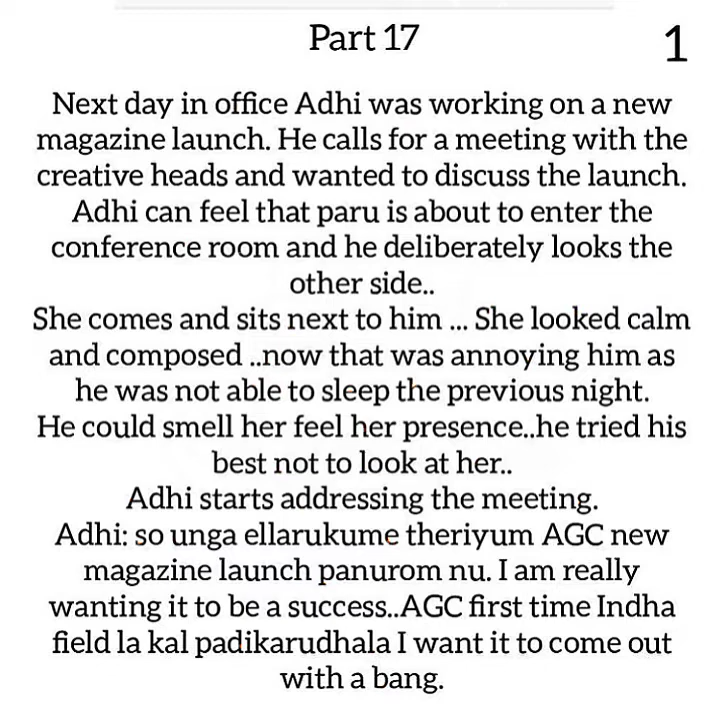 Part 17
1
Next day in office Adhi was working on a new
magazine launch. He calls for a meeting with the
creative heads and wanted to discuss the launch.
Adhi can feel that paru is about to enter the
conference room and he deliberately looks the
other side..
She comes and sits next to him ... She looked calm
and composed ..now that was annoying him as
he was not able to sleep the previous night.
He could smell her feel her presence..he tried his
best not to look at her..
Adhi starts addressing the meeting.
Adhi: so unga ellarukume theriyum AGC new
magazine launch panurom nu. I am really
wanting it to be a success..AGC first time Indha
field la kal padikarudhala I want it to come out
with a bang.